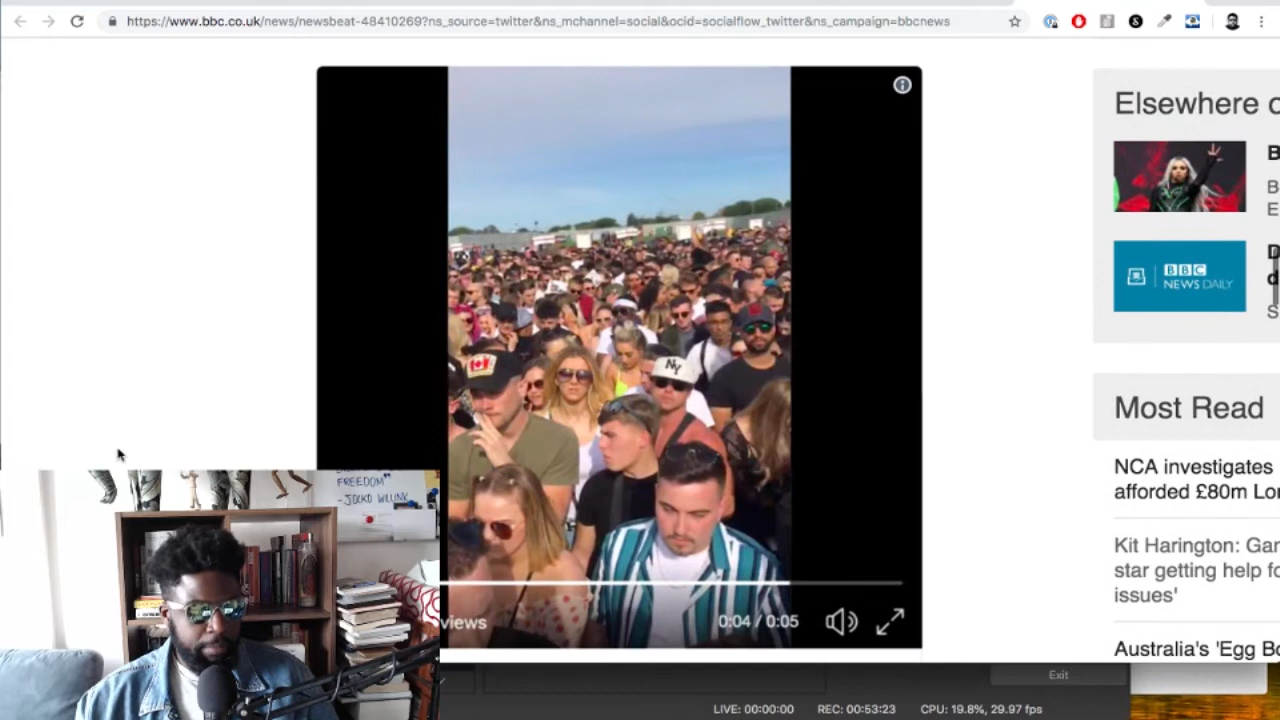 https://www.bbc.co.uk/news/newsbeat-48410269?ns_source=twitter&ns_mchannel=social&ocid=socialflow_twitter&ns_campaign=bbcnews
Elsewhere
B
B
E
BBC
NEWS DAILY
D
d
S
NY
Most Read
NCA investigates
afforded £80m
Kit Harington:
star getting help
issues'
Australia's 'Egg
views
0:04 / 0:05
FREEDOM"
-JOCKO WILLINK
Exit
LIVE: 00:00:00
REC: 00:53:23
CPU: 19.8%, 29.97 fps